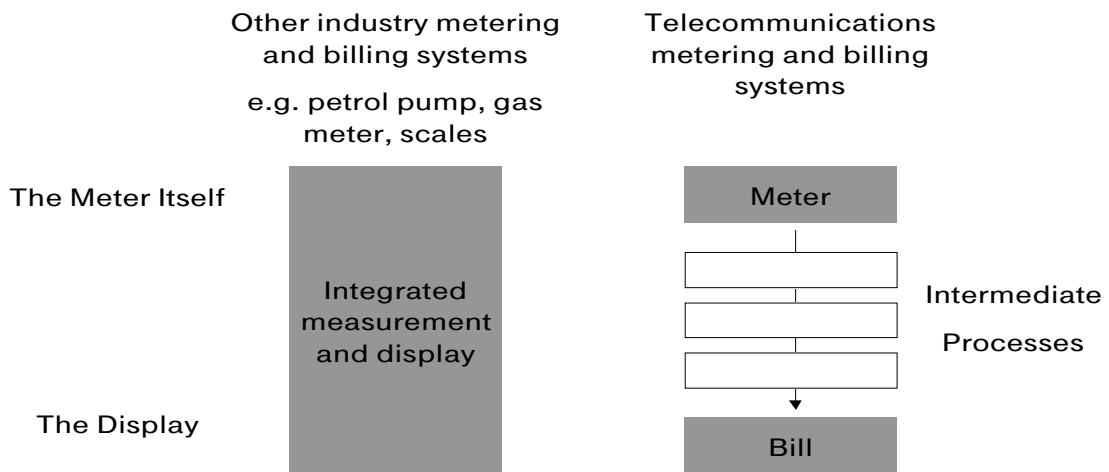 Other industry metering
and billing systems
e.g. petrol pump, gas
meter, scales
Telecommunications
metering and billing
systems
The Meter Itself
Meter
Integrated
measurement
and display
Intermediate
Processes
The Display
Bill